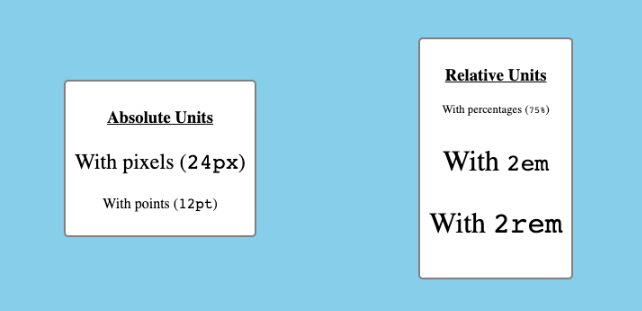 Absolute Units
With pixels (24px)
With points (12pt)
Relative Units
With percentages (75%)
With 2em
With 2rem